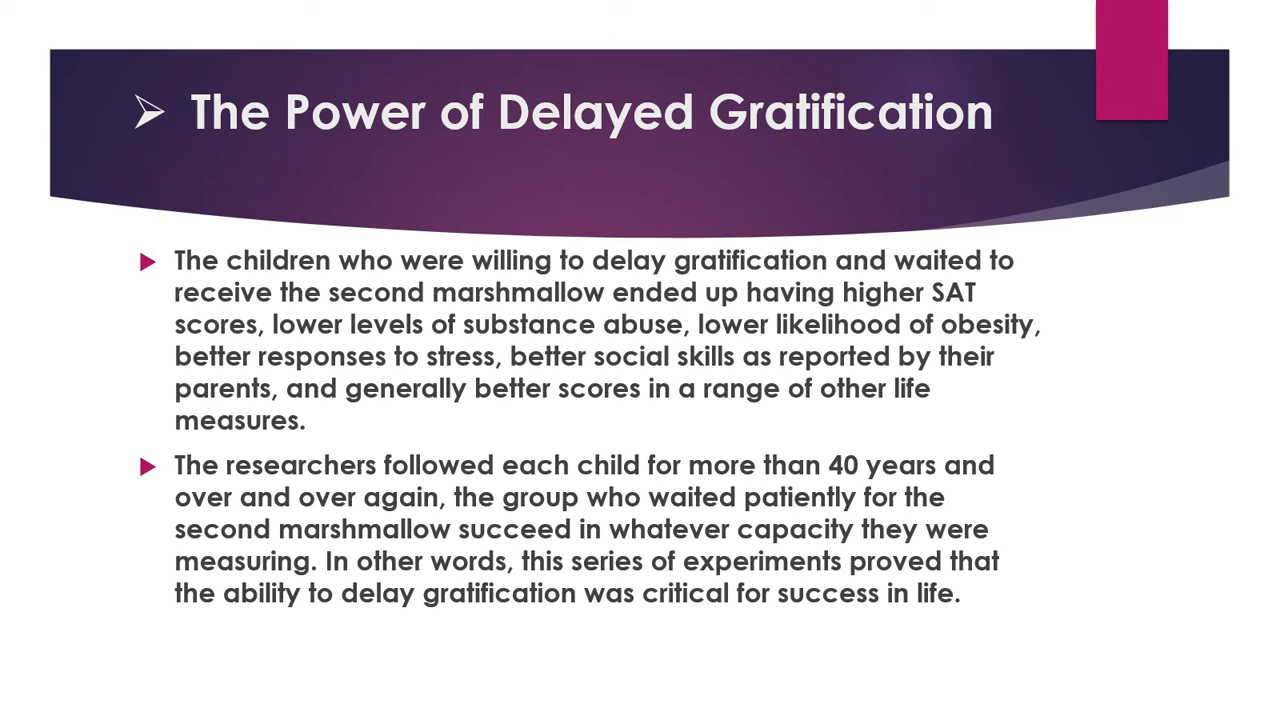 The Power of Delayed Gratification
The children who were willing to delay gratification and waited to
receive the second marshmallow ended up having higher SAT
scores, lower levels of substance abuse, lower likelihood of obesity,
better responses to stress, better social skills as reported by their
parents, and generally better scores in a range of other life
measures.
The researchers followed each child for more than 40 years and
over and over again, the group who waited patiently for the
second marshmallow succeed in whatever capacity they were
measuring. In other words, this series of experiments proved that
the ability to delay gratification was critical for success in life.